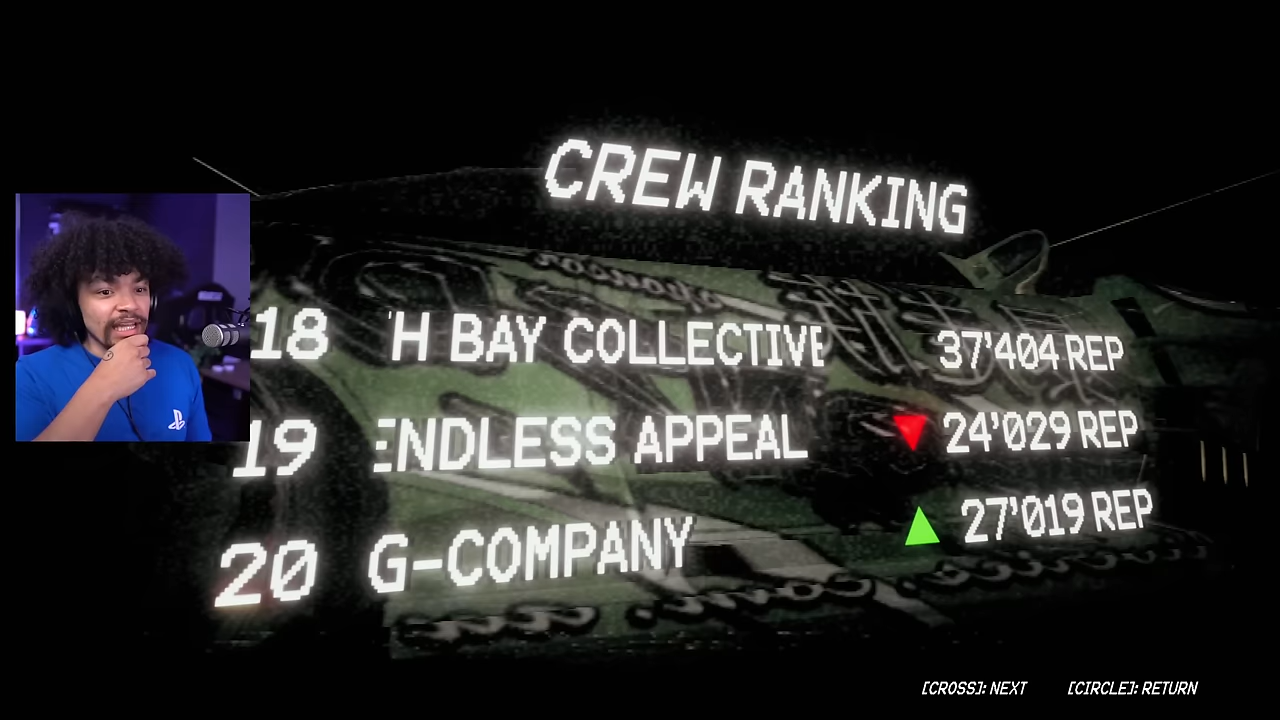 CREW RANKING
18 'H BAY COLLECTIVE 37'404 REP
19 ENDLESS APPEAL 24'029 REP
20 G-COMPANY 27'019 REP
[CROSS]: NEXT [CIRCLE]: RETURN